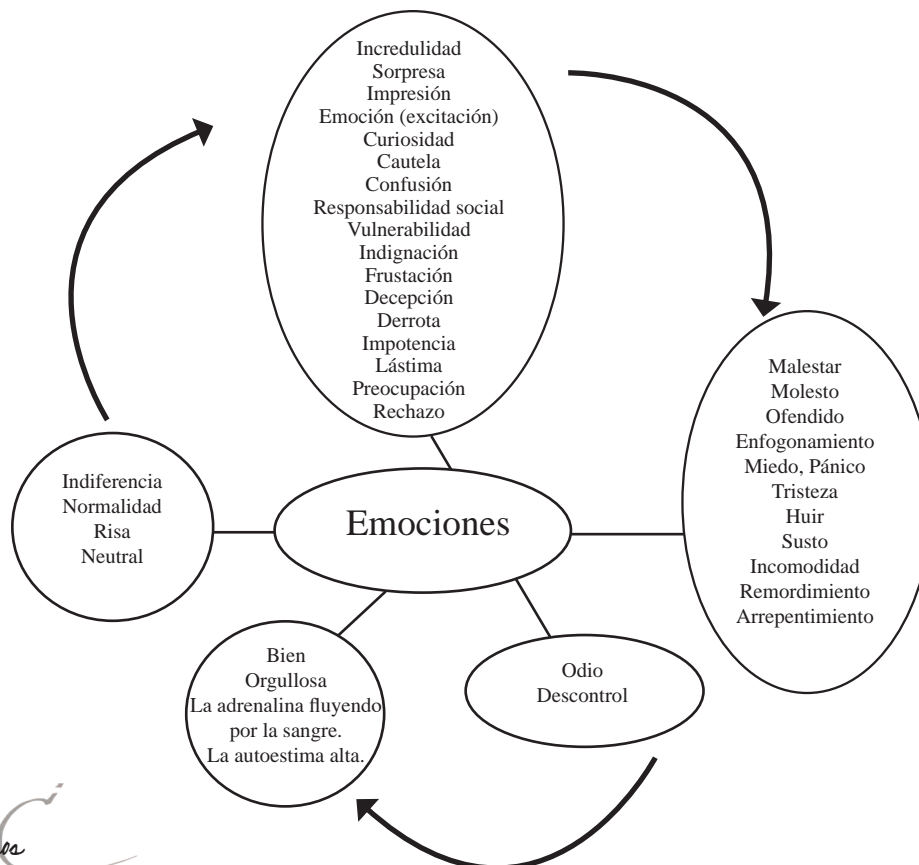 Incredulidad
Sorpresa
Impresión
Emoción (excitación)
Curiosidad
Cautela
Confusión
Responsabilidad social
Vulnerabilidad
Indignación
Frustación
Decepción
Derrota
Impotencia
Lástima
Preocupación
Rechazo
Malestar
Molesto
Ofendido
Enfogonamiento
Miedo, Pánico
Tristeza
Huir
Susto
Incomodidad
Remordimiento
Arrepentimiento
Indiferencia
Normalidad
Risa
Neutral
Emociones
Bien
Orgullosa
La adrenalina fluyendo
por la sangre.
La autoestima alta.
Odio
Descontrol